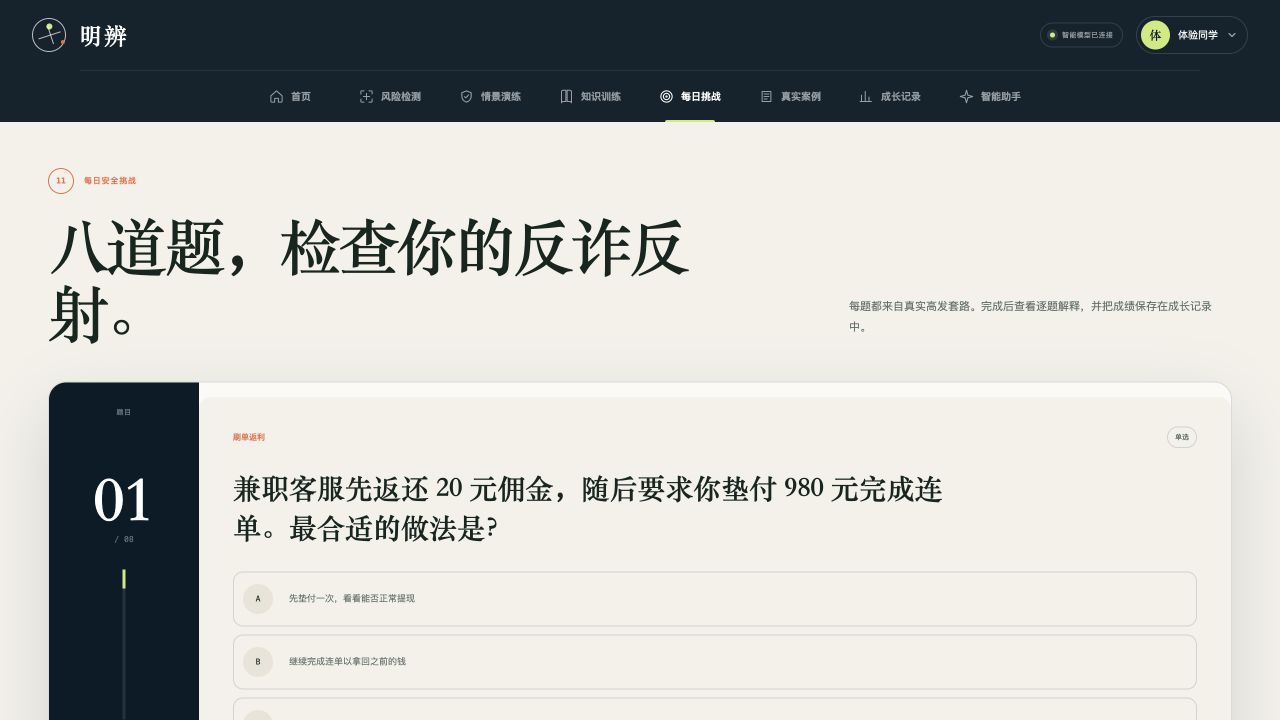 明辨
智能模型已连接
体
体验同学
首页
风险检测
情景演练
知识训练
每日挑战
真实案例
成长记录
智能助手
11
每日安全挑战
八道题，检查你的反诈反
射。
每题都来自真实高发套路。完成后查看逐题解释，并把成绩保存在成长记录
中。
题目
01
/ 08
刷单返利
单选
兼职客服先返还 20 元佣金，随后要求你垫付 980 元完成连
单。最合适的做法是?
A
先垫付一次，看看能否正常提现
B
继续完成连单以拿回之前的钱